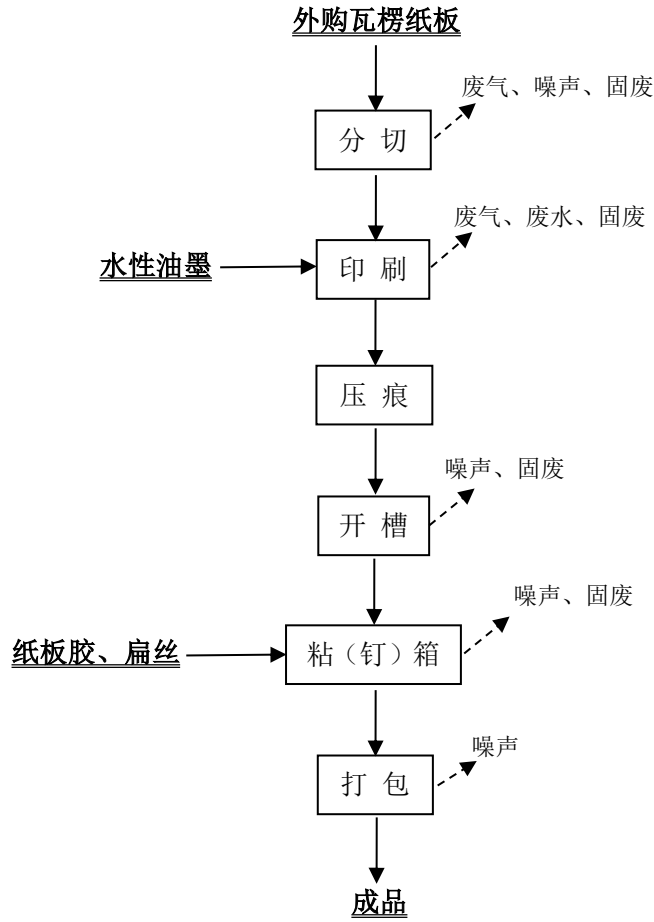 外购瓦楞纸板
废气、噪声、固废
分 切
废气、废水、固废
水性油墨
印 刷
压 痕
噪声、固废
开 槽
噪声、固废
纸板胶、扁丝
粘（钉）箱
噪声
打 包
成品